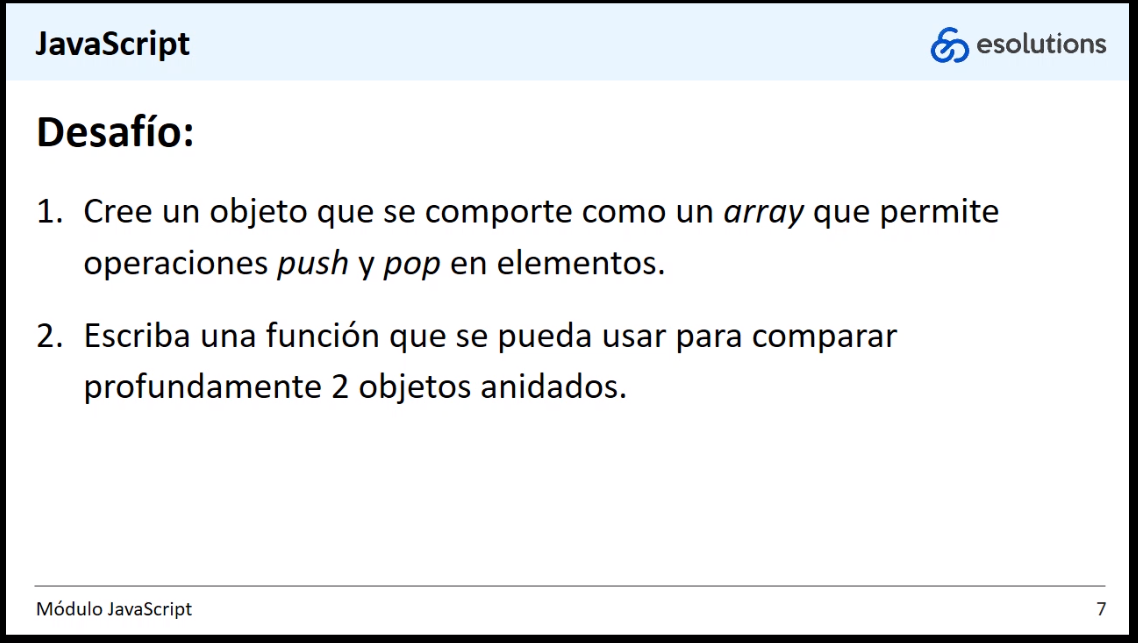 JavaScript
esolutions
Desafío:
1. Cree un objeto que se comporte como un array que permite
operaciones push y pop en elementos.
2. Escriba una función que se pueda usar para comparar
profundamente 2 objetos anidados.
Módulo JavaScript
7